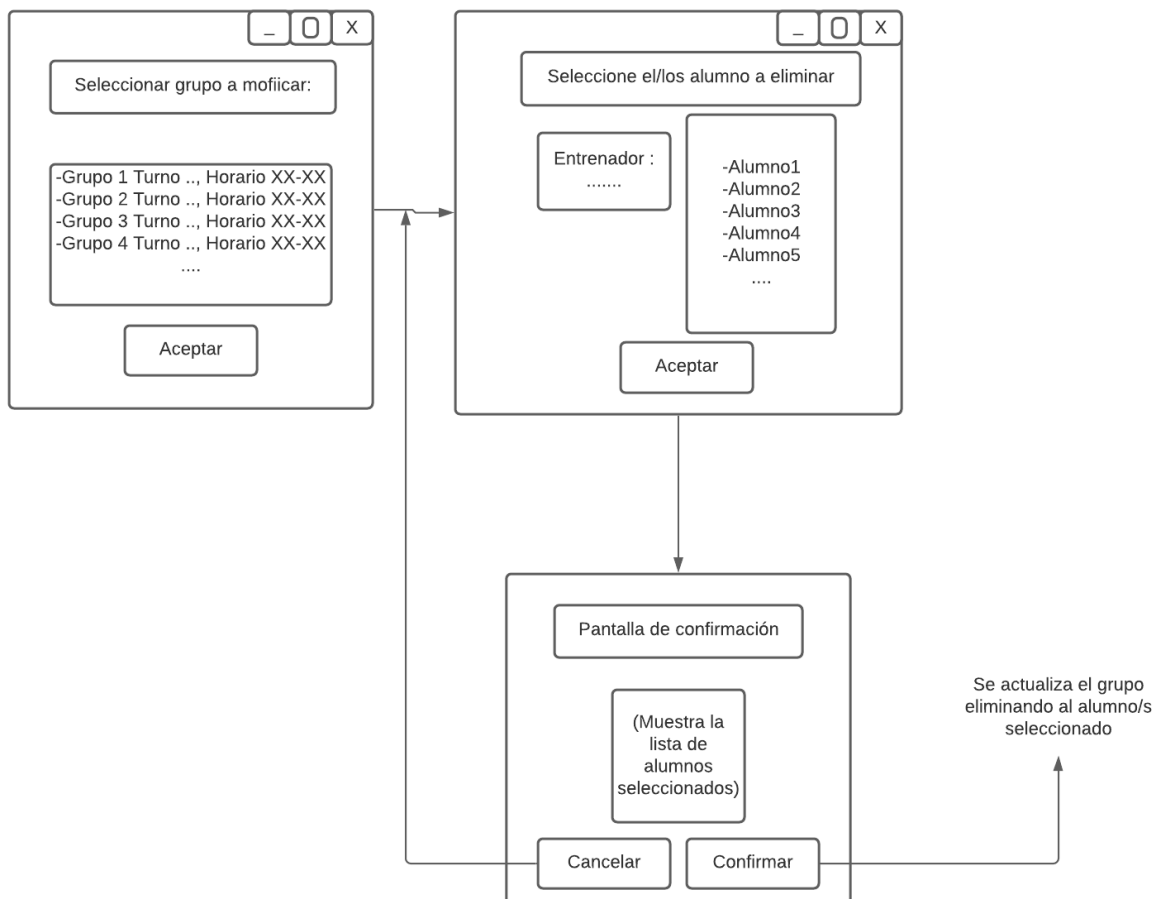 _ 0 X
Seleccionar grupo a mofiicar:
-Grupo 1 Turno .., Horario XX-XX
-Grupo 2 Turno .., Horario XX-XX
-Grupo 3 Turno .., Horario XX-XX
-Grupo 4 Turno .., Horario XX-XX
....
Aceptar
_ 0 X
Seleccione el/los alumno a eliminar
Entrenador :
.......
-Alumno1
-Alumno2
-Alumno3
-Alumno4
-Alumno5
....
Aceptar
Pantalla de confirmación
(Muestra la
lista de
alumnos
seleccionados)
Cancelar
Confirmar
Se actualiza el grupo
eliminando al alumno/s
seleccionado